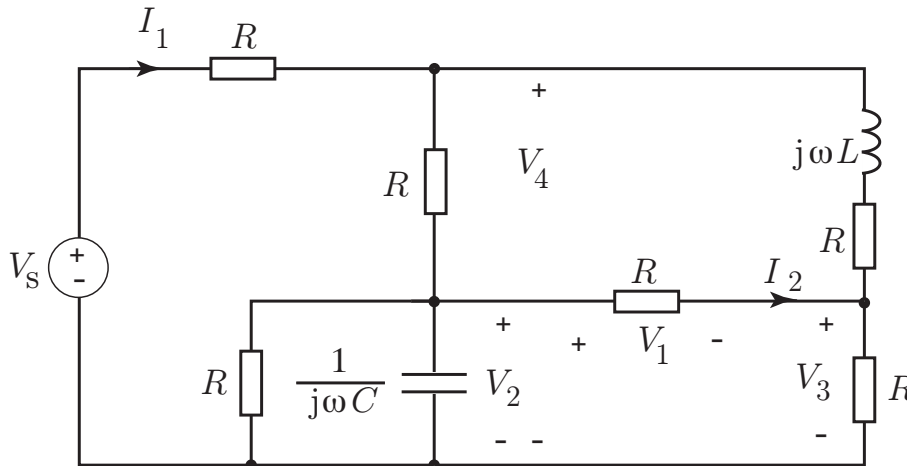 I1
R
+
jωL
V4
R
R
Vs
+
-
R
I2
+
+
V1
-
+
R
1
jωC
V2
V3
R
-
-
-